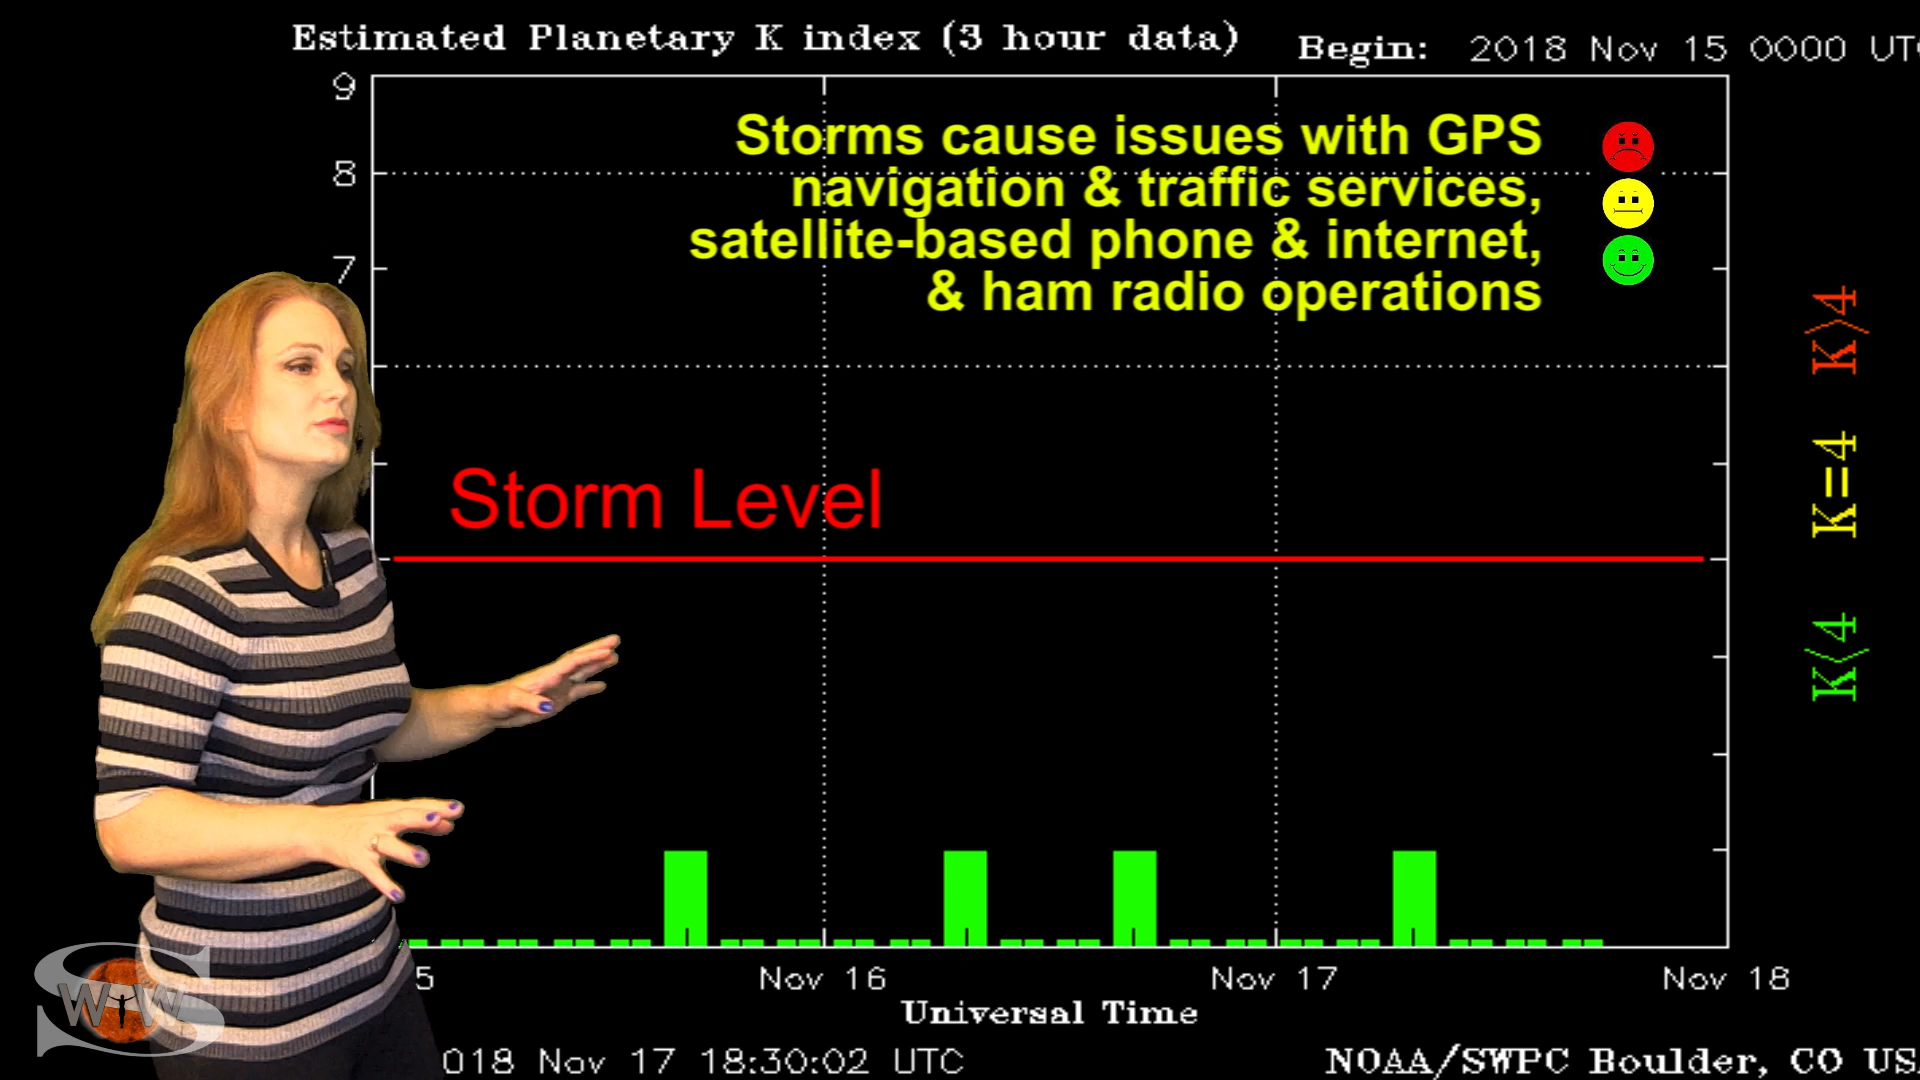 Estimated Planetary K index (3 hour data)
Begin: 2018 Nov 15 0000 UTC
9
8
7
Storms cause issues with GPS
navigation & traffic services,
satellite-based phone & internet,
& ham radio operations
Storm Level
K>4
K=4
K<4
5
Nov 16
Nov 17
Nov 18
Universal Time
018 Nov 17 18:30:02 UTC
NOAA/SWPC Boulder, CO US
SWTWS